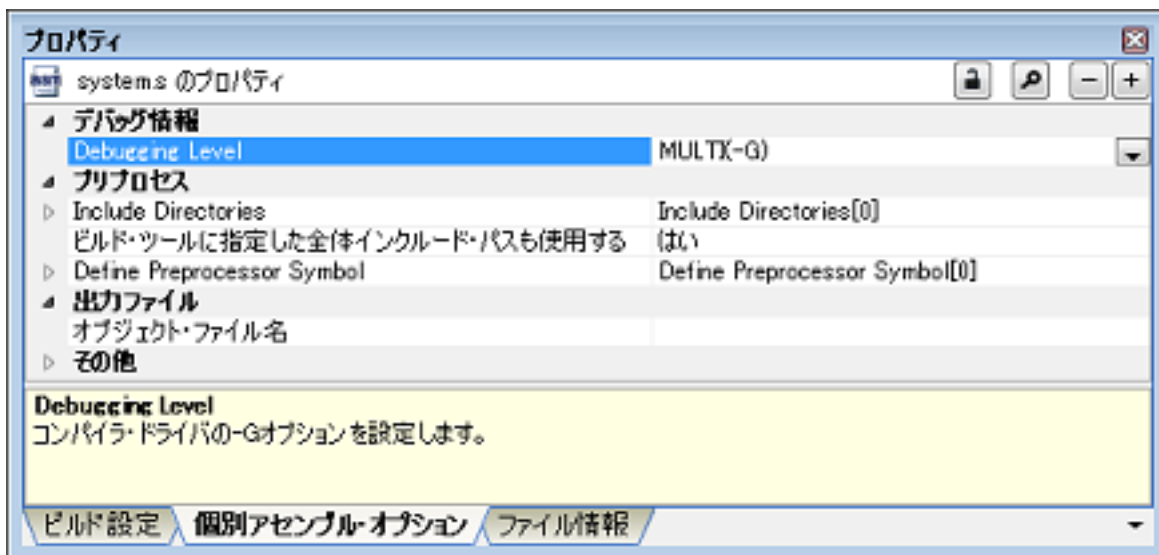 プロパティ
system.s のプロパティ
デバッグ情報
Debugging Level MULTI(-G)
プリプロセス
Include Directories Include Directories[0]
ビルド・ツールに指定した全体インクルード・パスも使用する はい
Define Preprocessor Symbol Define Preprocessor Symbol[0]
出力ファイル
オブジェクト・ファイル名
その他
Debugging Level
コンパイラ・ドライバの-Gオプションを設定します。
ビルド設定 個別アセンブル・オプション ファイル情報